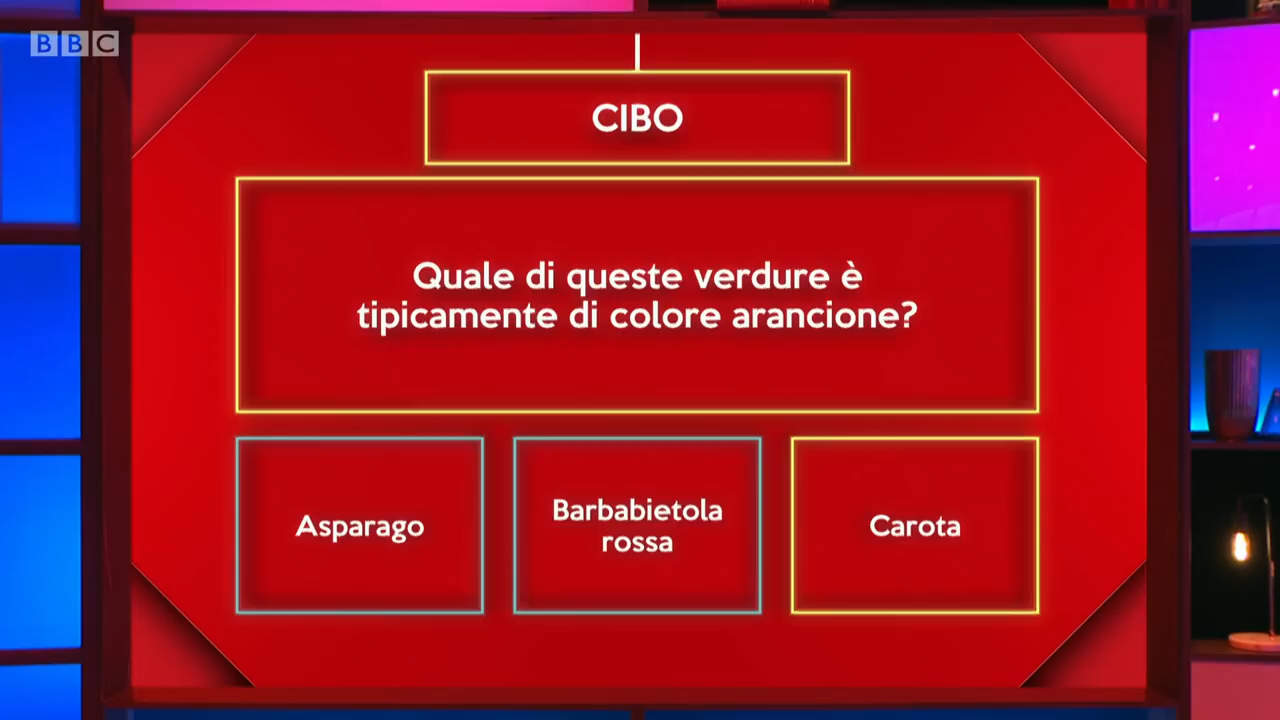 BBC
CIBO
Quale di queste verdure è
tipicamente di colore arancione?
Asparago
Barbabietola
rossa
Carota